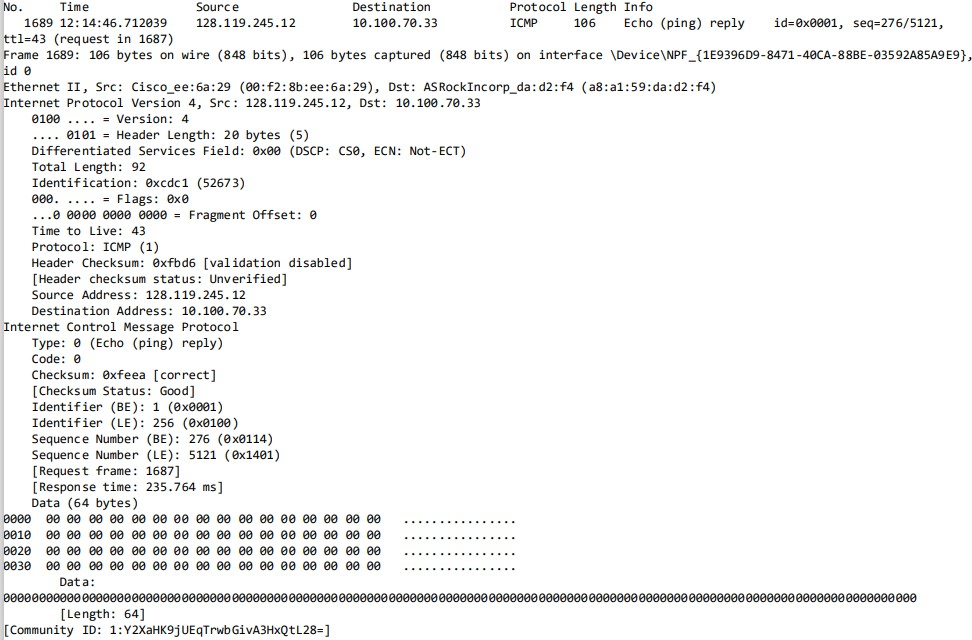 No.     Time               Source                Destination           Protocol Length Info
   1689 12:14:46.712039    128.119.245.12        10.100.70.33          ICMP     106    Echo (ping) reply    id=0x0001, seq=276/5121,
ttl=43 (request in 1687)
Frame 1689: 106 bytes on wire (848 bits), 106 bytes captured (848 bits) on interface \Device\NPF_{1E9396D9-8471-40CA-88BE-03592A85A9E9},
id 0
Ethernet II, Src: Cisco_ee:6a:29 (00:f2:8b:ee:6a:29), Dst: ASRockIncorp_da:d2:f4 (a8:a1:59:da:d2:f4)
Internet Protocol Version 4, Src: 128.119.245.12, Dst: 10.100.70.33
    0100 .... = Version: 4
    .... 0101 = Header Length: 20 bytes (5)
    Differentiated Services Field: 0x00 (DSCP: CS0, ECN: Not-ECT)
    Total Length: 92
    Identification: 0xcdc1 (52673)
    000. .... = Flags: 0x0
    ...0 0000 0000 0000 = Fragment Offset: 0
    Time to Live: 43
    Protocol: ICMP (1)
    Header Checksum: 0xfbd6 [validation disabled]
    [Header checksum status: Unverified]
    Source Address: 128.119.245.12
    Destination Address: 10.100.70.33
Internet Control Message Protocol
    Type: 0 (Echo (ping) reply)
    Code: 0
    Checksum: 0xfeea [correct]
    [Checksum Status: Good]
    Identifier (BE): 1 (0x0001)
    Identifier (LE): 256 (0x0100)
    Sequence Number (BE): 276 (0x0114)
    Sequence Number (LE): 5121 (0x1401)
    [Request frame: 1687]
    [Response time: 235.764 ms]
    Data (64 bytes)
0000  00 00 00 00 00 00 00 00 00 00 00 00 00 00 00 00   ................
0010  00 00 00 00 00 00 00 00 00 00 00 00 00 00 00 00   ................
0020  00 00 00 00 00 00 00 00 00 00 00 00 00 00 00 00   ................
0030  00 00 00 00 00 00 00 00 00 00 00 00 00 00 00 00   ................
        Data:
00000000000000000000000000000000000000000000000000000000000000000000000000000000000000000000000000000000000000000000000000000000
        [Length: 64]
[Community ID: 1:Y2XaHK9jUEqTrwbGivA3HxQtL28=]